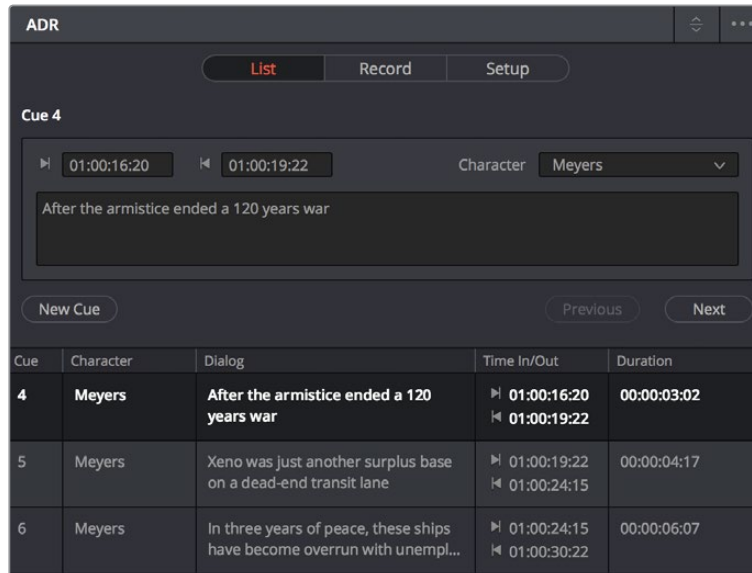 ADR
List Record Setup
Cue 4
01:00:16:20 01:00:19:22 Character Meyers
After the armistice ended a 120 years war
New Cue Previous Next
Cue Character Dialog Time In/Out Duration
4 Meyers After the armistice ended a 120 01:00:16:20 00:00:03:02
years war 01:00:19:22
5 Meyers Xeno was just another surplus base 01:00:19:22 00:00:04:17
on a dead-end transit lane 01:00:24:15
6 Meyers In three years of peace, these ships 01:00:24:15 00:00:06:07
have become overrun with unempl... 01:00:30:22